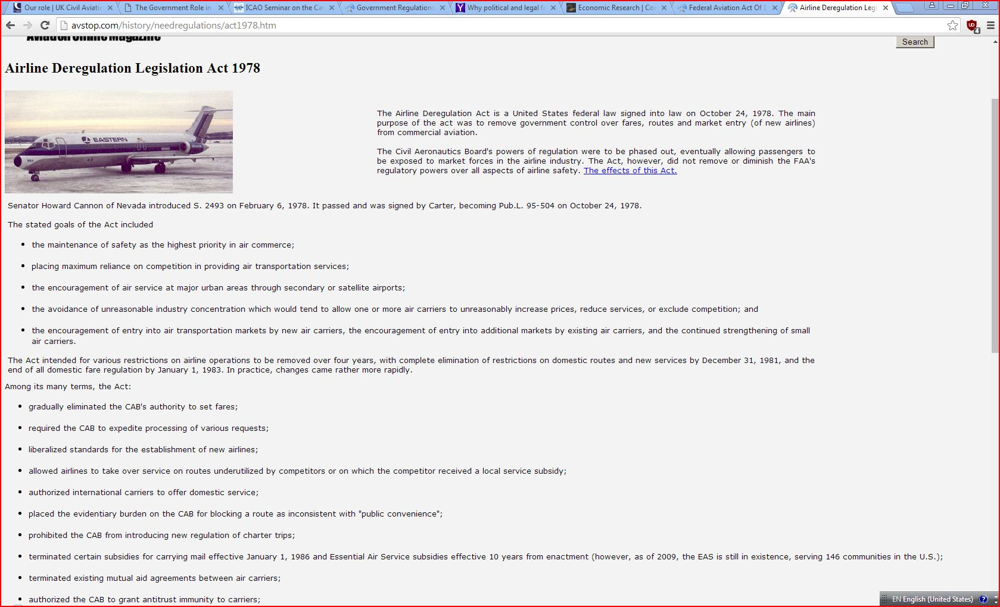 Our role | UK Civil Aviatio
The Government Role in
ICAO Seminar on the Ca
Government Regulations
Why political and legal fa
Economic Research | Co
Federal Aviation Act Of 1
Airline Deregulation Leg
avstop.com/history/needregulations/act1978.htm
Aviation Online Magazine
Search
Airline Deregulation Legislation Act 1978
EASTERN
The Airline Deregulation Act is a United States federal law signed into law on October 24, 1978. The main
purpose of the act was to remove government control over fares, routes and market entry (of new airlines)
from commercial aviation.
The Civil Aeronautics Board's powers of regulation were to be phased out, eventually allowing passengers to
be exposed to market forces in the airline industry. The Act, however, did not remove or diminish the FAA's
regulatory powers over all aspects of airline safety. The effects of this Act.
Senator Howard Cannon of Nevada introduced S. 2493 on February 6, 1978. It passed and was signed by Carter, becoming Pub.L. 95-504 on October 24, 1978.
The stated goals of the Act included
• the maintenance of safety as the highest priority in air commerce;
• placing maximum reliance on competition in providing air transportation services;
• the encouragement of air service at major urban areas through secondary or satellite airports;
• the avoidance of unreasonable industry concentration which would tend to allow one or more air carriers to unreasonably increase prices, reduce services, or exclude competition; and
• the encouragement of entry into air transportation markets by new air carriers, the encouragement of entry into additional markets by existing air carriers, and the continued strengthening of small
air carriers.
The Act intended for various restrictions on airline operations to be removed over four years, with complete elimination of restrictions on domestic routes and new services by December 31, 1981, and the
end of all domestic fare regulation by January 1, 1983. In practice, changes came rather more rapidly.
Among its many terms, the Act:
• gradually eliminated the CAB's authority to set fares;
• required the CAB to expedite processing of various requests;
• liberalized standards for the establishment of new airlines;
• allowed airlines to take over service on routes underutilized by competitors or on which the competitor received a local service subsidy;
• authorized international carriers to offer domestic service;
• placed the evidentiary burden on the CAB for blocking a route as inconsistent with "public convenience";
• prohibited the CAB from introducing new regulation of charter trips;
• terminated certain subsidies for carrying mail effective January 1, 1986 and Essential Air Service subsidies effective 10 years from enactment (however, as of 2009, the EAS is still in existence, serving 146 communities in the U.S.);
• terminated existing mutual aid agreements between air carriers;
• authorized the CAB to grant antitrust immunity to carriers;
EN English (United States)